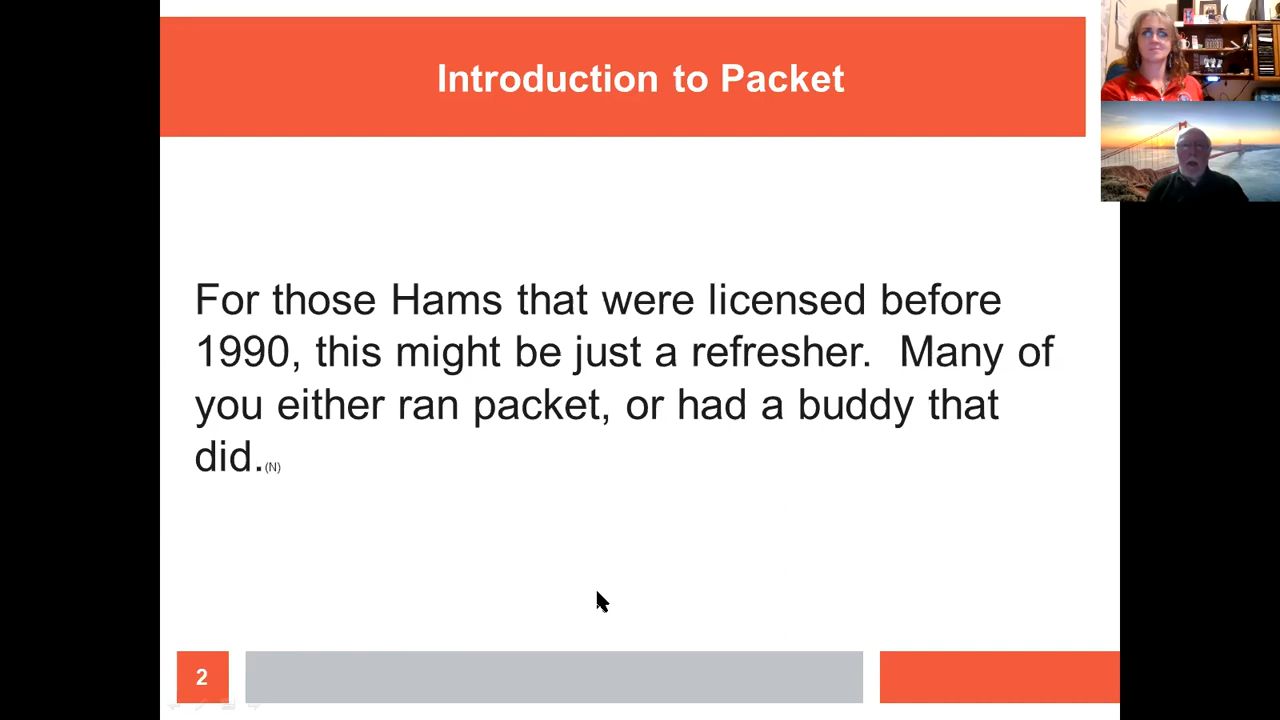 Introduction to Packet
For those Hams that were licensed before
1990, this might be just a refresher.  Many of
you either ran packet, or had a buddy that
did.(N)
2